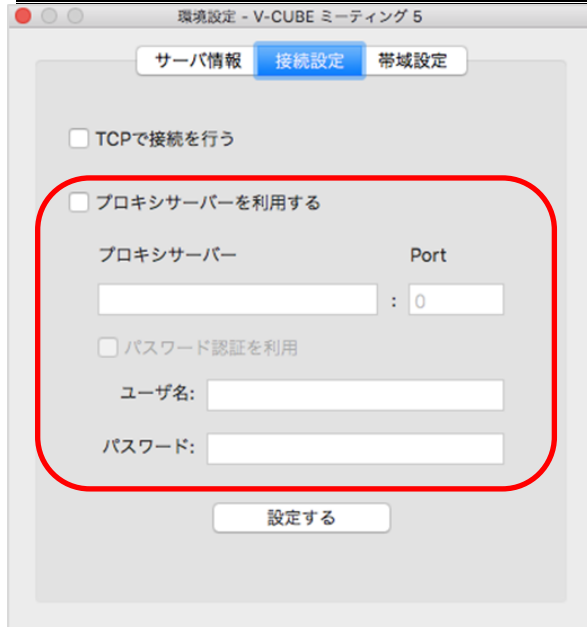 環境設定 - V-CUBE ミーティング 5
サーバ情報 接続設定 帯域設定
TCPで接続を行う
プロキシサーバーを利用する
プロキシサーバー Port
: 0
パスワード認証を利用
ユーザ名:
パスワード:
設定する